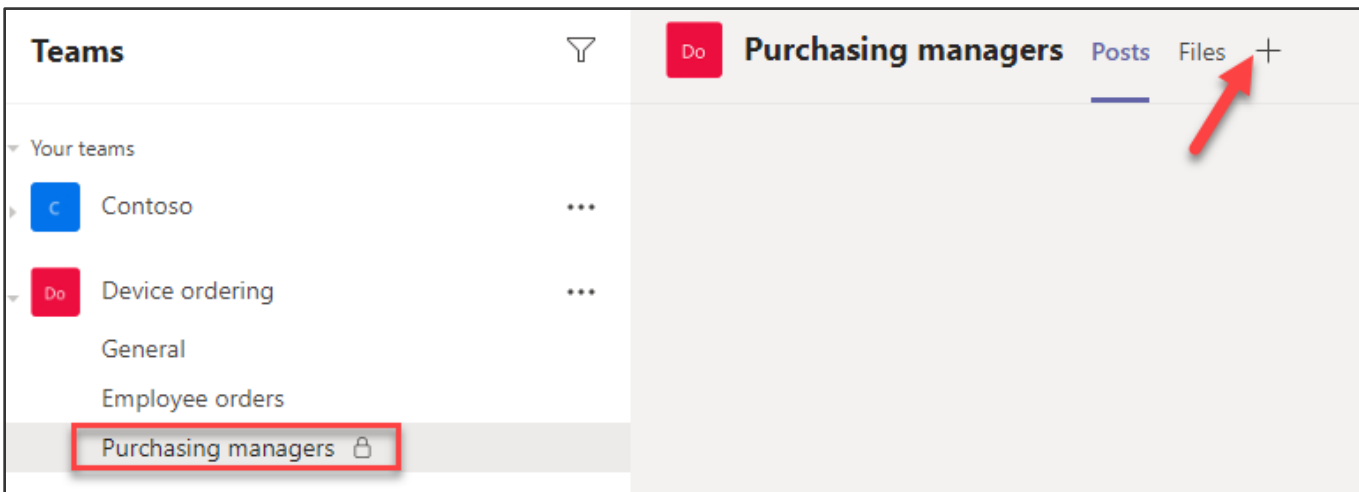 Teams
Your teams
C Contoso
Do Device ordering
General
Employee orders
Purchasing managers
Do Purchasing managers Posts Files